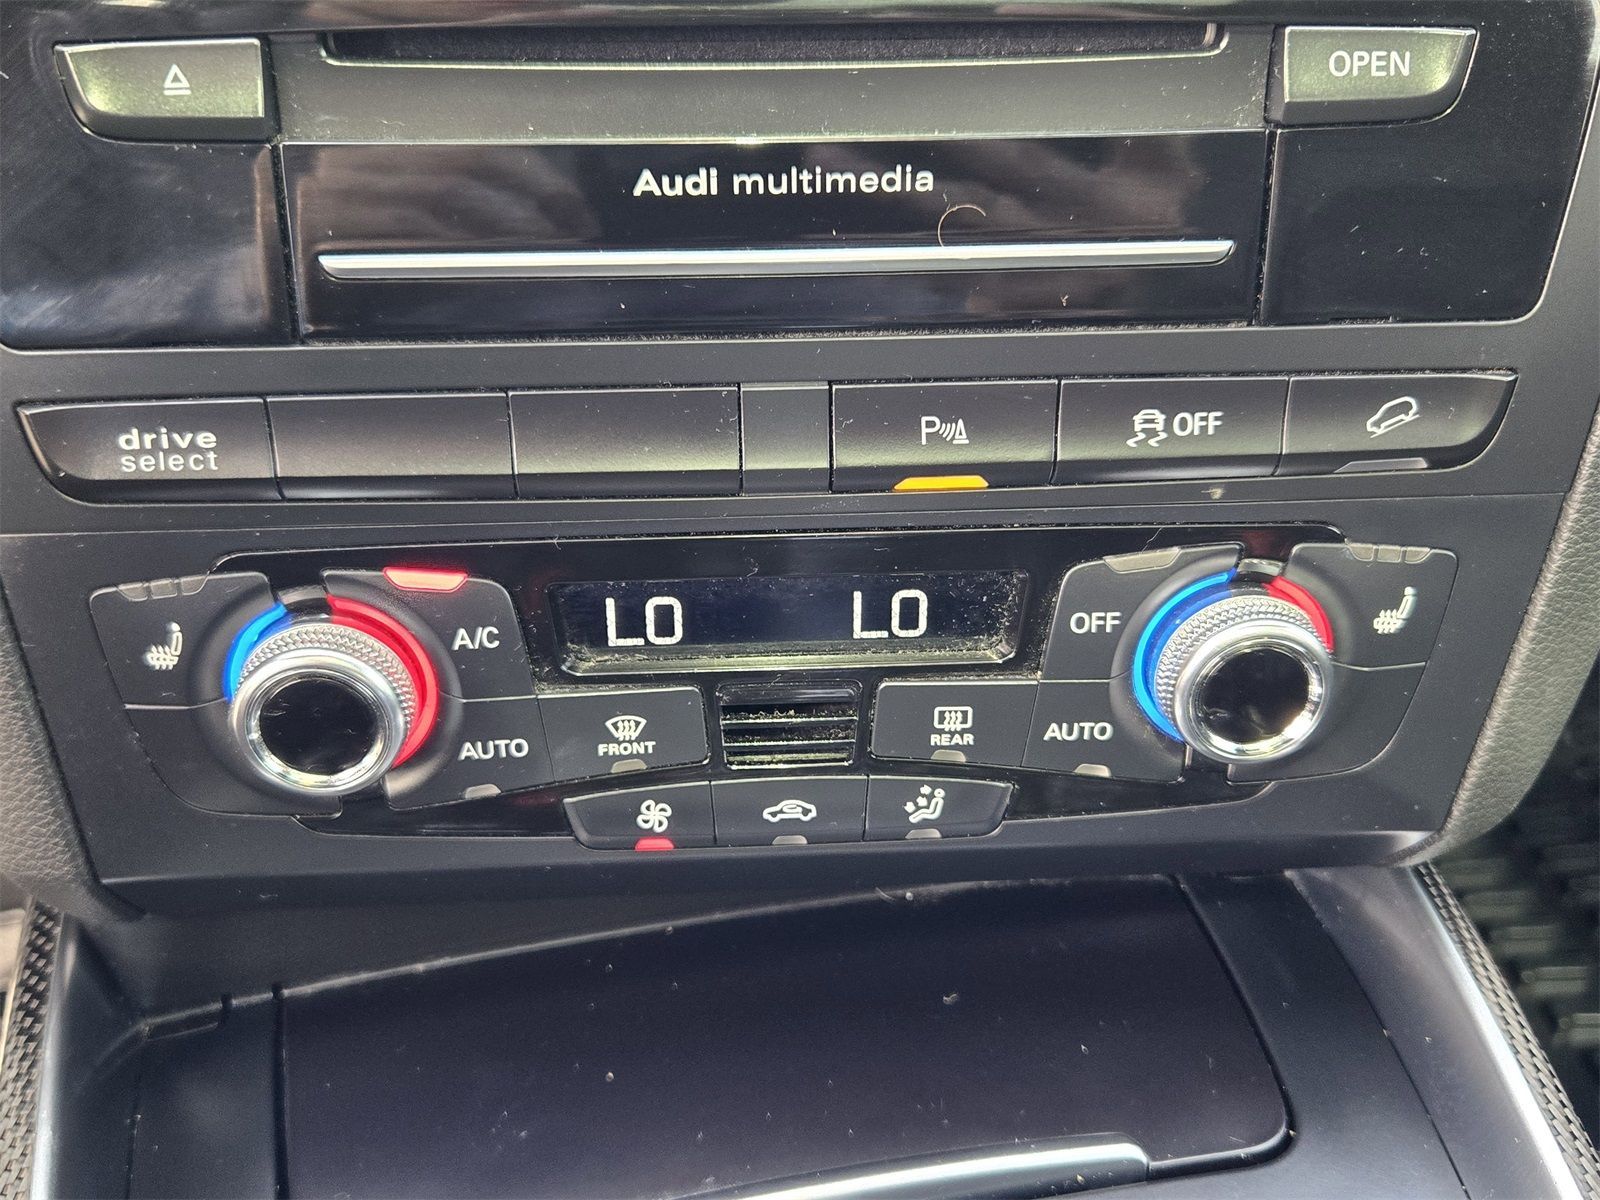 OPEN
Audi multimedia
drive
select
P
OFF
A/C
LO
LO
OFF
AUTO
FRONT
REAR
AUTO